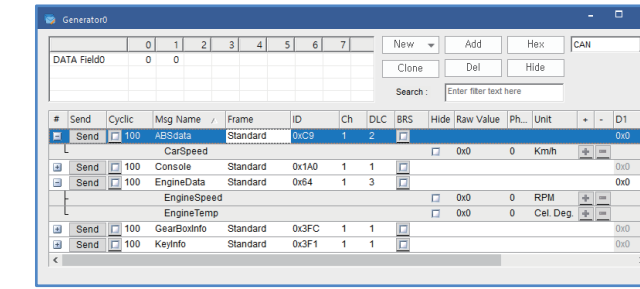 Generator0
0 1 2 3 4 5 6 7 New Add Hex CAN
DATA Field0 0 0
Clone Del Hide
Search : Enter filter text here
# Send Cyclic Msg Name Frame ID Ch DLC BRS Hide Raw Value Ph... Unit + - D1
Send 100 ABSdata Standard 0xC9 1 2 0x0
CarSpeed 0x0 0 Km/h
Send 100 Console Standard 0x1A0 1 1 0x0
Send 100 EngineData Standard 0x64 1 3 0x0
EngineSpeed 0x0 0 RPM
EngineTemp 0x0 0 Cel. Deg.
Send 100 GearBoxInfo Standard 0x3FC 1 1 0x0
Send 100 KeyInfo Standard 0x3F1 1 1 0x0